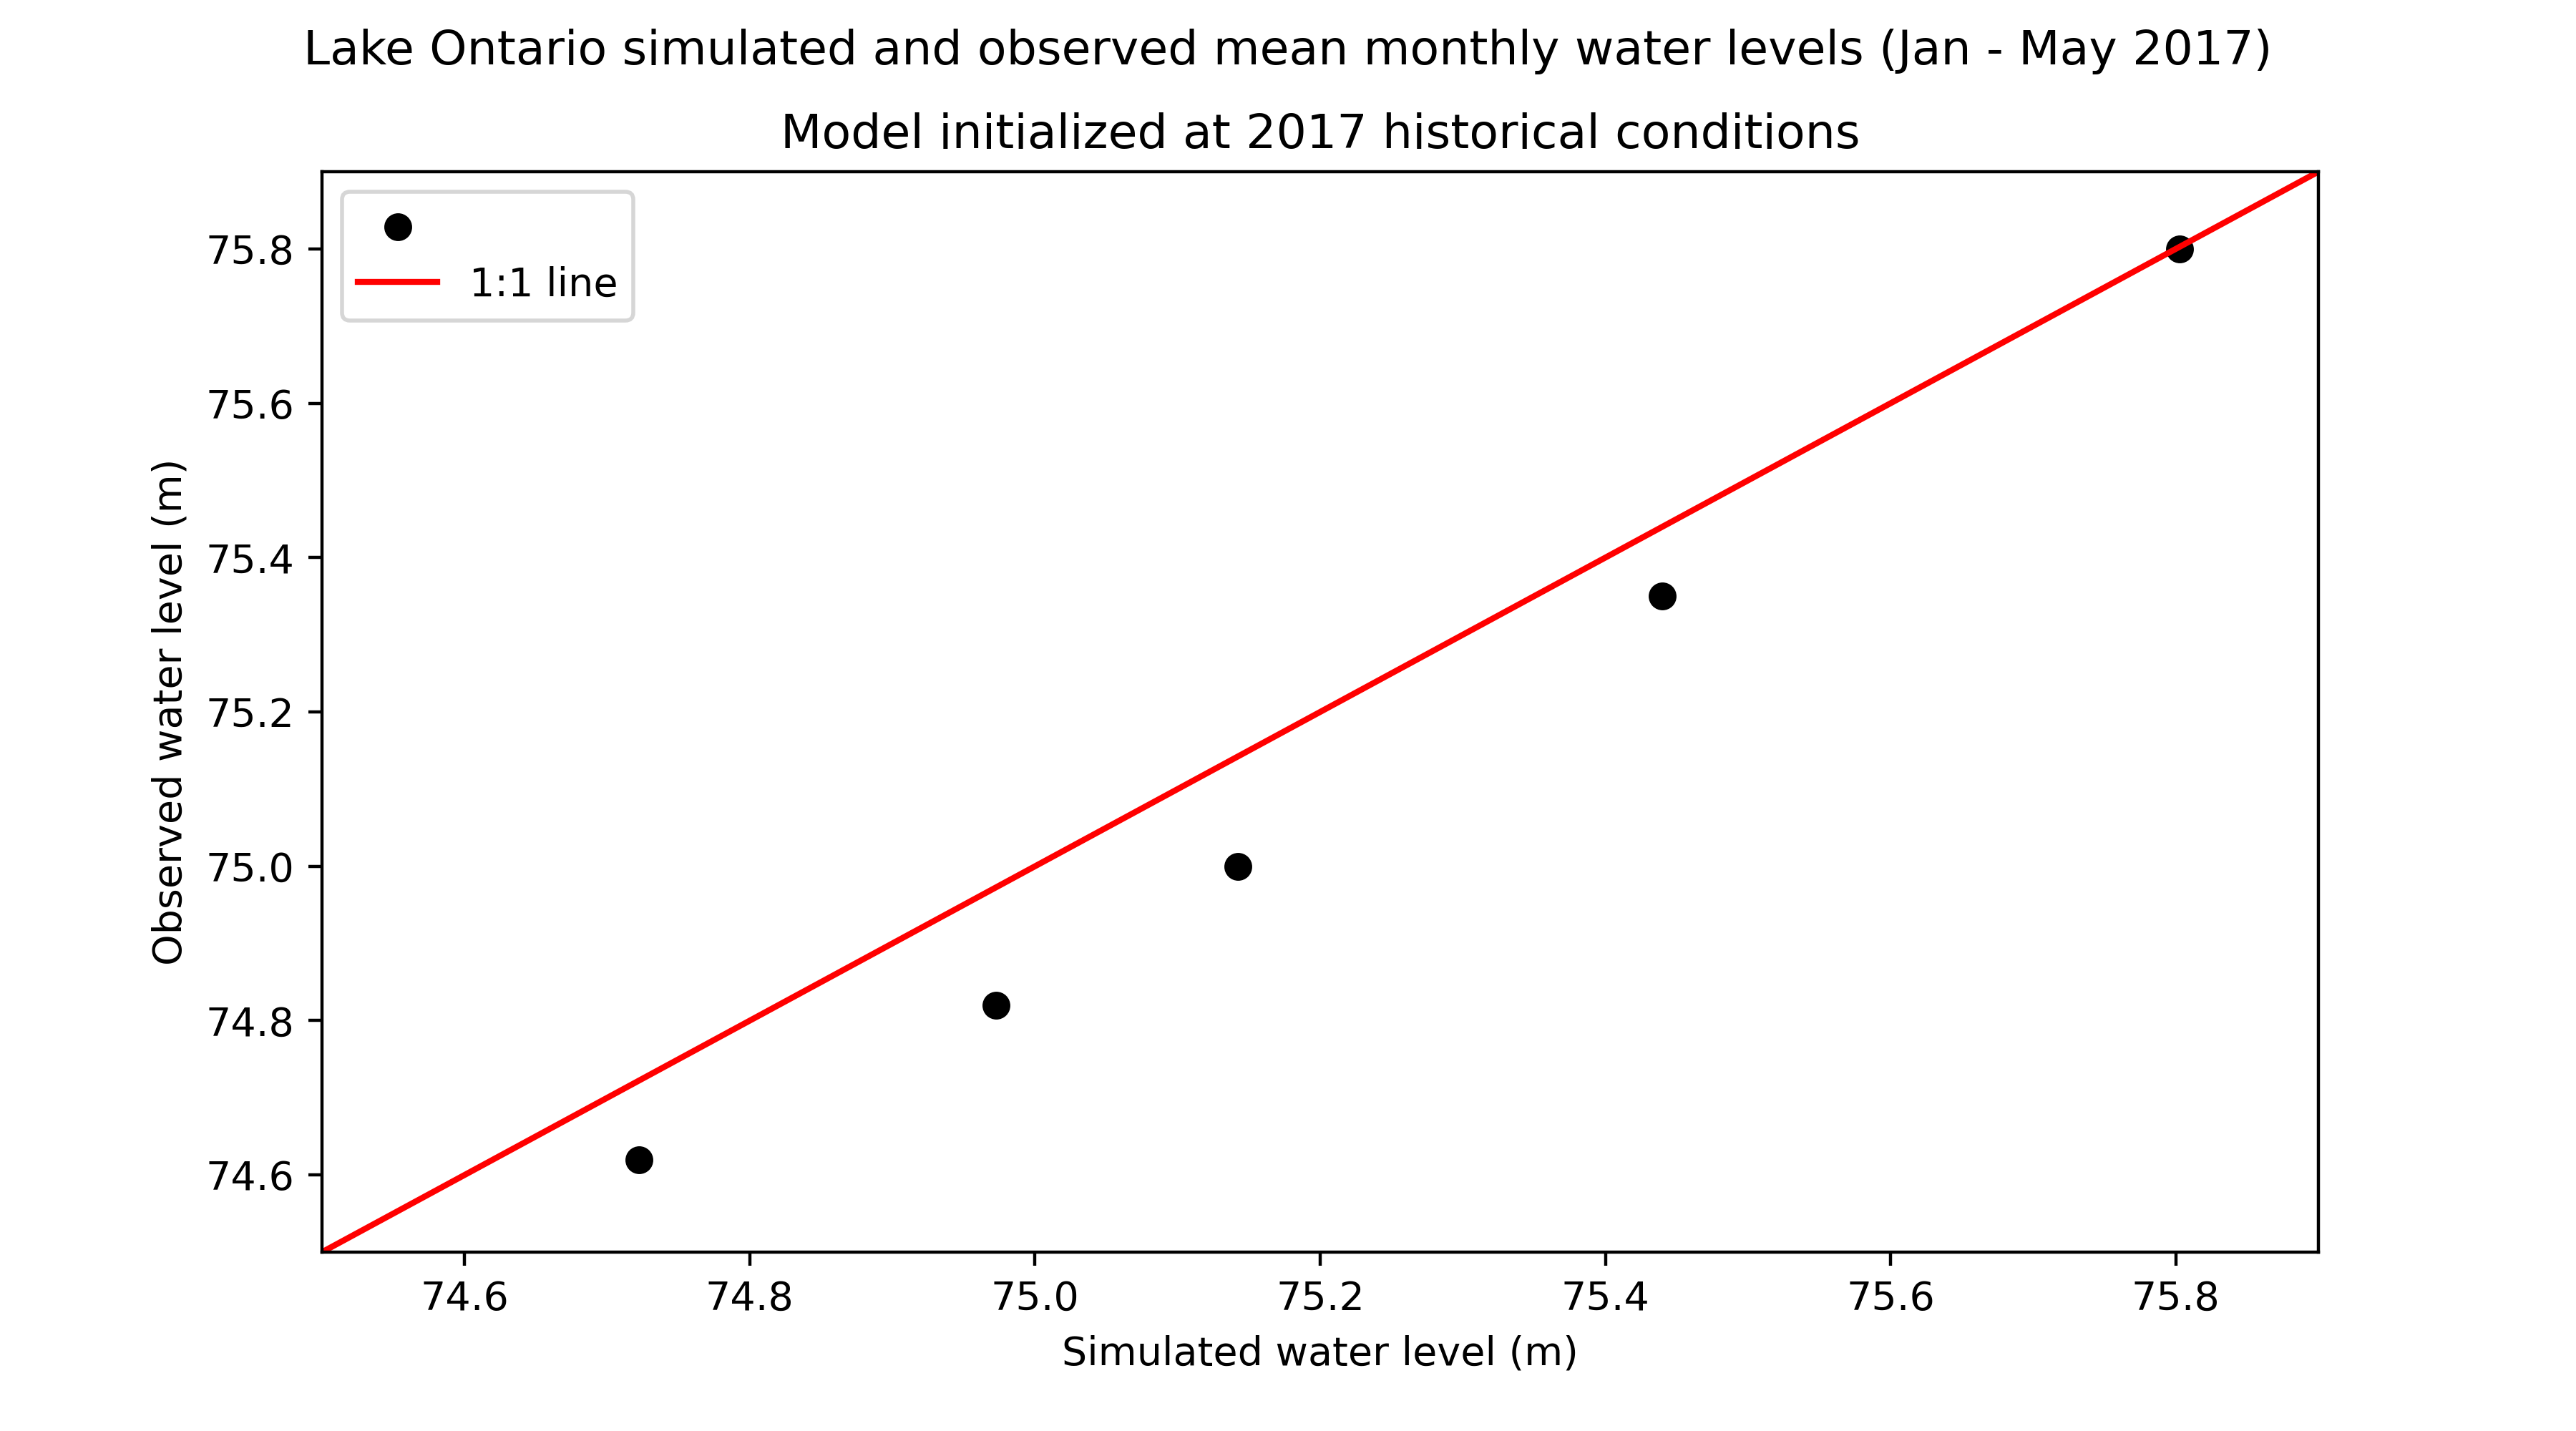 Lake Ontario simulated and observed mean monthly water levels (Jan - May 2017)
Model initialized at 2017 historical conditions
1:1 line
75.8
75.6
75.4
75.2
75.0
74.8
74.6
Observed water level (m)
74.6 74.8 75.0 75.2 75.4 75.6 75.8
Simulated water level (m)